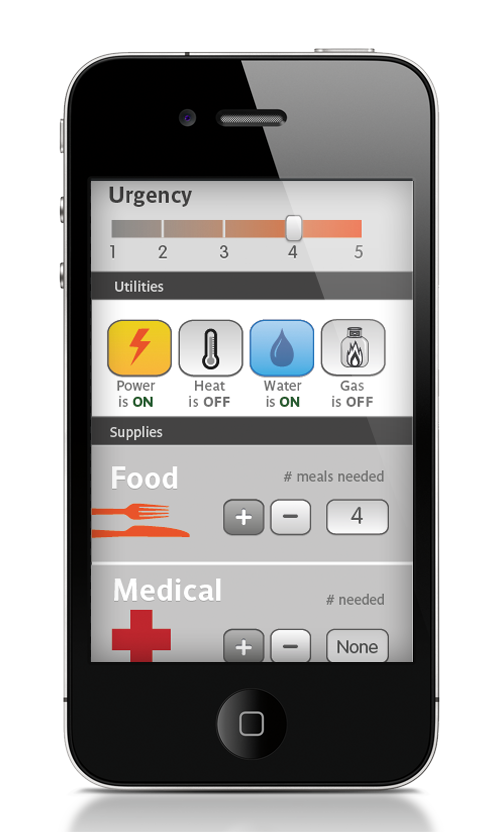 Urgency
1 2 3 4 5
Utilities
Power Heat Water Gas
is ON is OFF is ON is OFF
Supplies
Food # meals needed
+ − 4
Medical # needed
+ − None